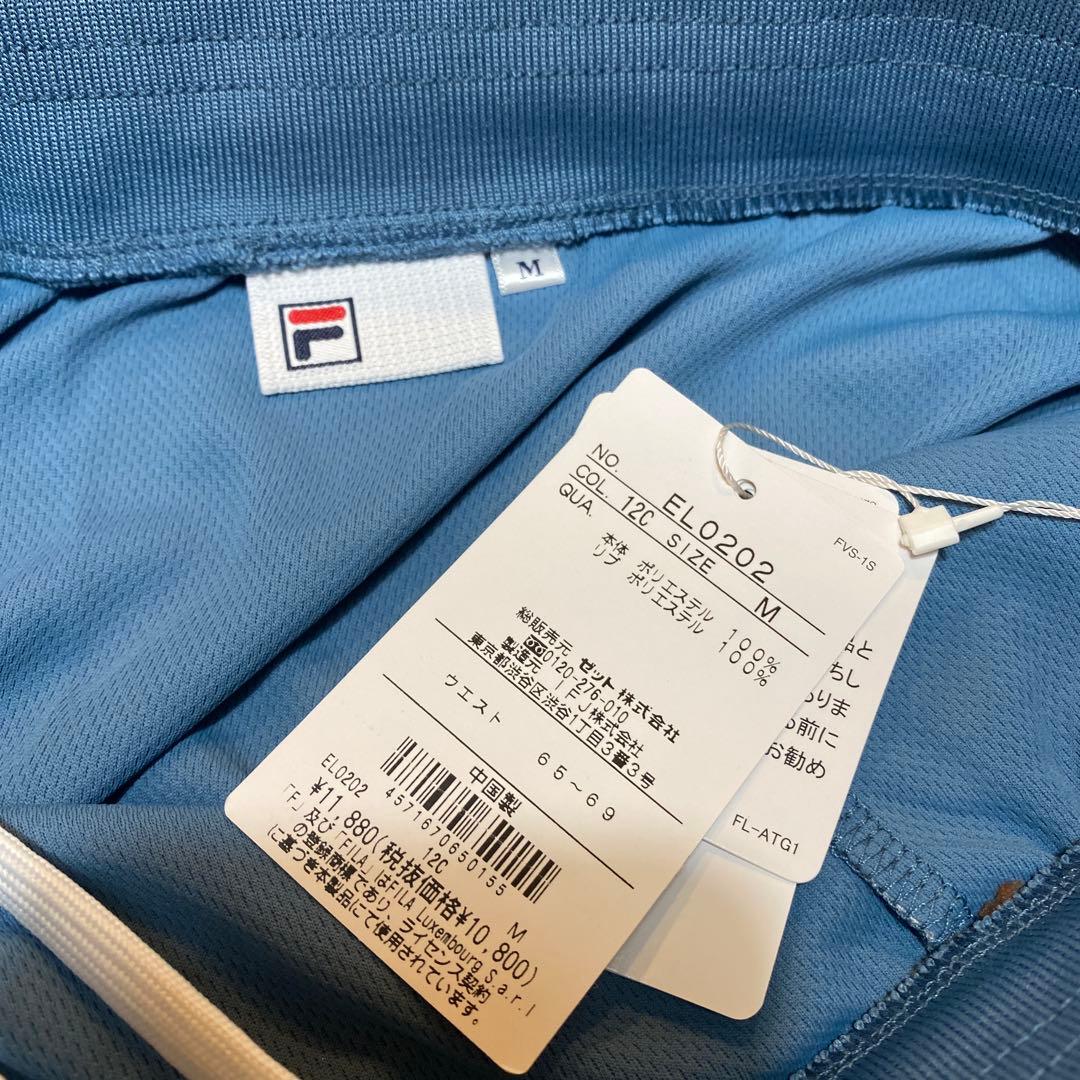 M
F
NO. EL0202
COL. 12C SIZE M
QUA.
本体 ポリエステル 100%
リブ ポリエステル 100%
総販売元 ゼット株式会社
0120-276-010
製造元 IFJ株式会社
東京都渋谷区渋谷1丁目3番3号
ウエスト 65~69
中国製
4571670650155
EL0202 12C M
¥11,880(税抜価格¥10,800)
「F」及び「FILA」はFILA Luxembourg S.a.r.l
の登録商標であり、ライセンス契約
に基づき本製品にて使用されています。
FVS-1S
と
ちし
りま
前に
お勧め
FL-ATG1